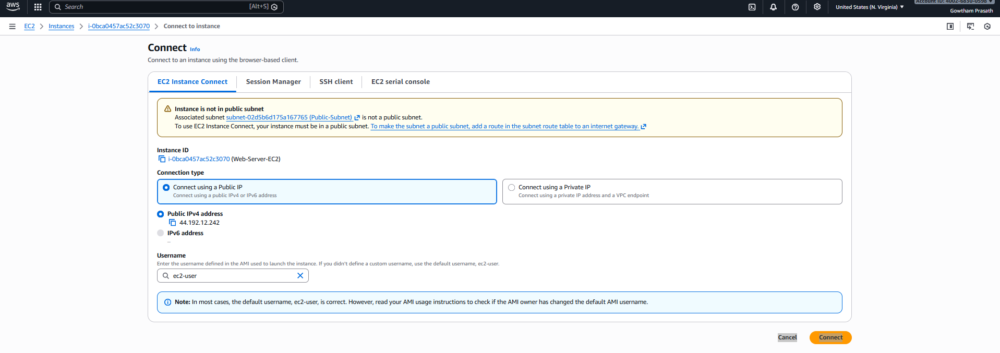 aws
Search [Alt+S]
United States (N. Virginia)
Account ID: 4002-6830-0598
Gowtham Prasath
EC2 Instances i-0bca0457ac52c3070 Connect to instance
Connect Info
Connect to an instance using the browser-based client.
EC2 Instance Connect Session Manager SSH client EC2 serial console
Instance is not in public subnet
Associated subnet subnet-02d5b6d175a167765 (Public-Subnet) is not a public subnet.
To use EC2 Instance Connect, your instance must be in a public subnet. To make the subnet a public subnet, add a route in the subnet route table to an internet gateway.
Instance ID
i-0bca0457ac52c3070 (Web-Server-EC2)
Connection type
Connect using a Public IP
Connect using a public IPv4 or IPv6 address
Connect using a Private IP
Connect using a private IP address and a VPC endpoint
Public IPv4 address
44.192.12.242
IPv6 address
–
Username
Enter the username defined in the AMI used to launch the instance. If you didn't define a custom username, use the default username, ec2-user.
ec2-user
Note: In most cases, the default username, ec2-user, is correct. However, read your AMI usage instructions to check if the AMI owner has changed the default AMI username.
Cancel Connect